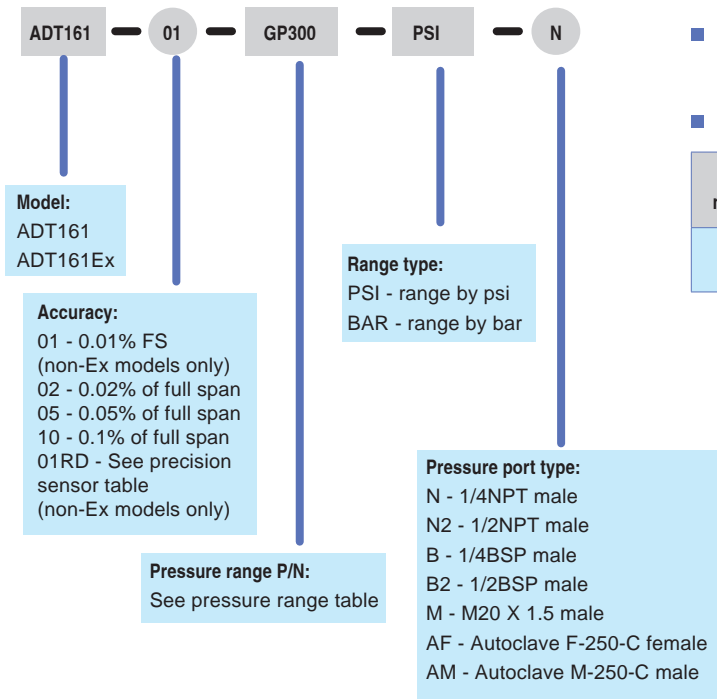 ADT161 01 GP300 PSI N
Model:
ADT161
ADT161Ex
Accuracy:
01 - 0.01% FS
(non-Ex models only)
02 - 0.02% of full span
05 - 0.05% of full span
10 - 0.1% of full span
01RD - See precision
sensor table
(non-Ex models only)
Pressure range P/N:
See pressure range table
Range type:
PSI - range by psi
BAR - range by bar
Pressure port type:
N - 1/4NPT male
N2 - 1/2NPT male
B - 1/4BSP male
B2 - 1/2BSP male
M - M20 X 1.5 male
AF - Autoclave F-250-C female
AM - Autoclave M-250-C male